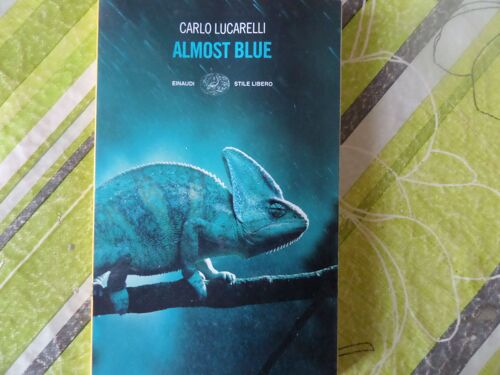 CARLO LUCARELLI
ALMOST BLUE
EINAUDI STILE LIBERO